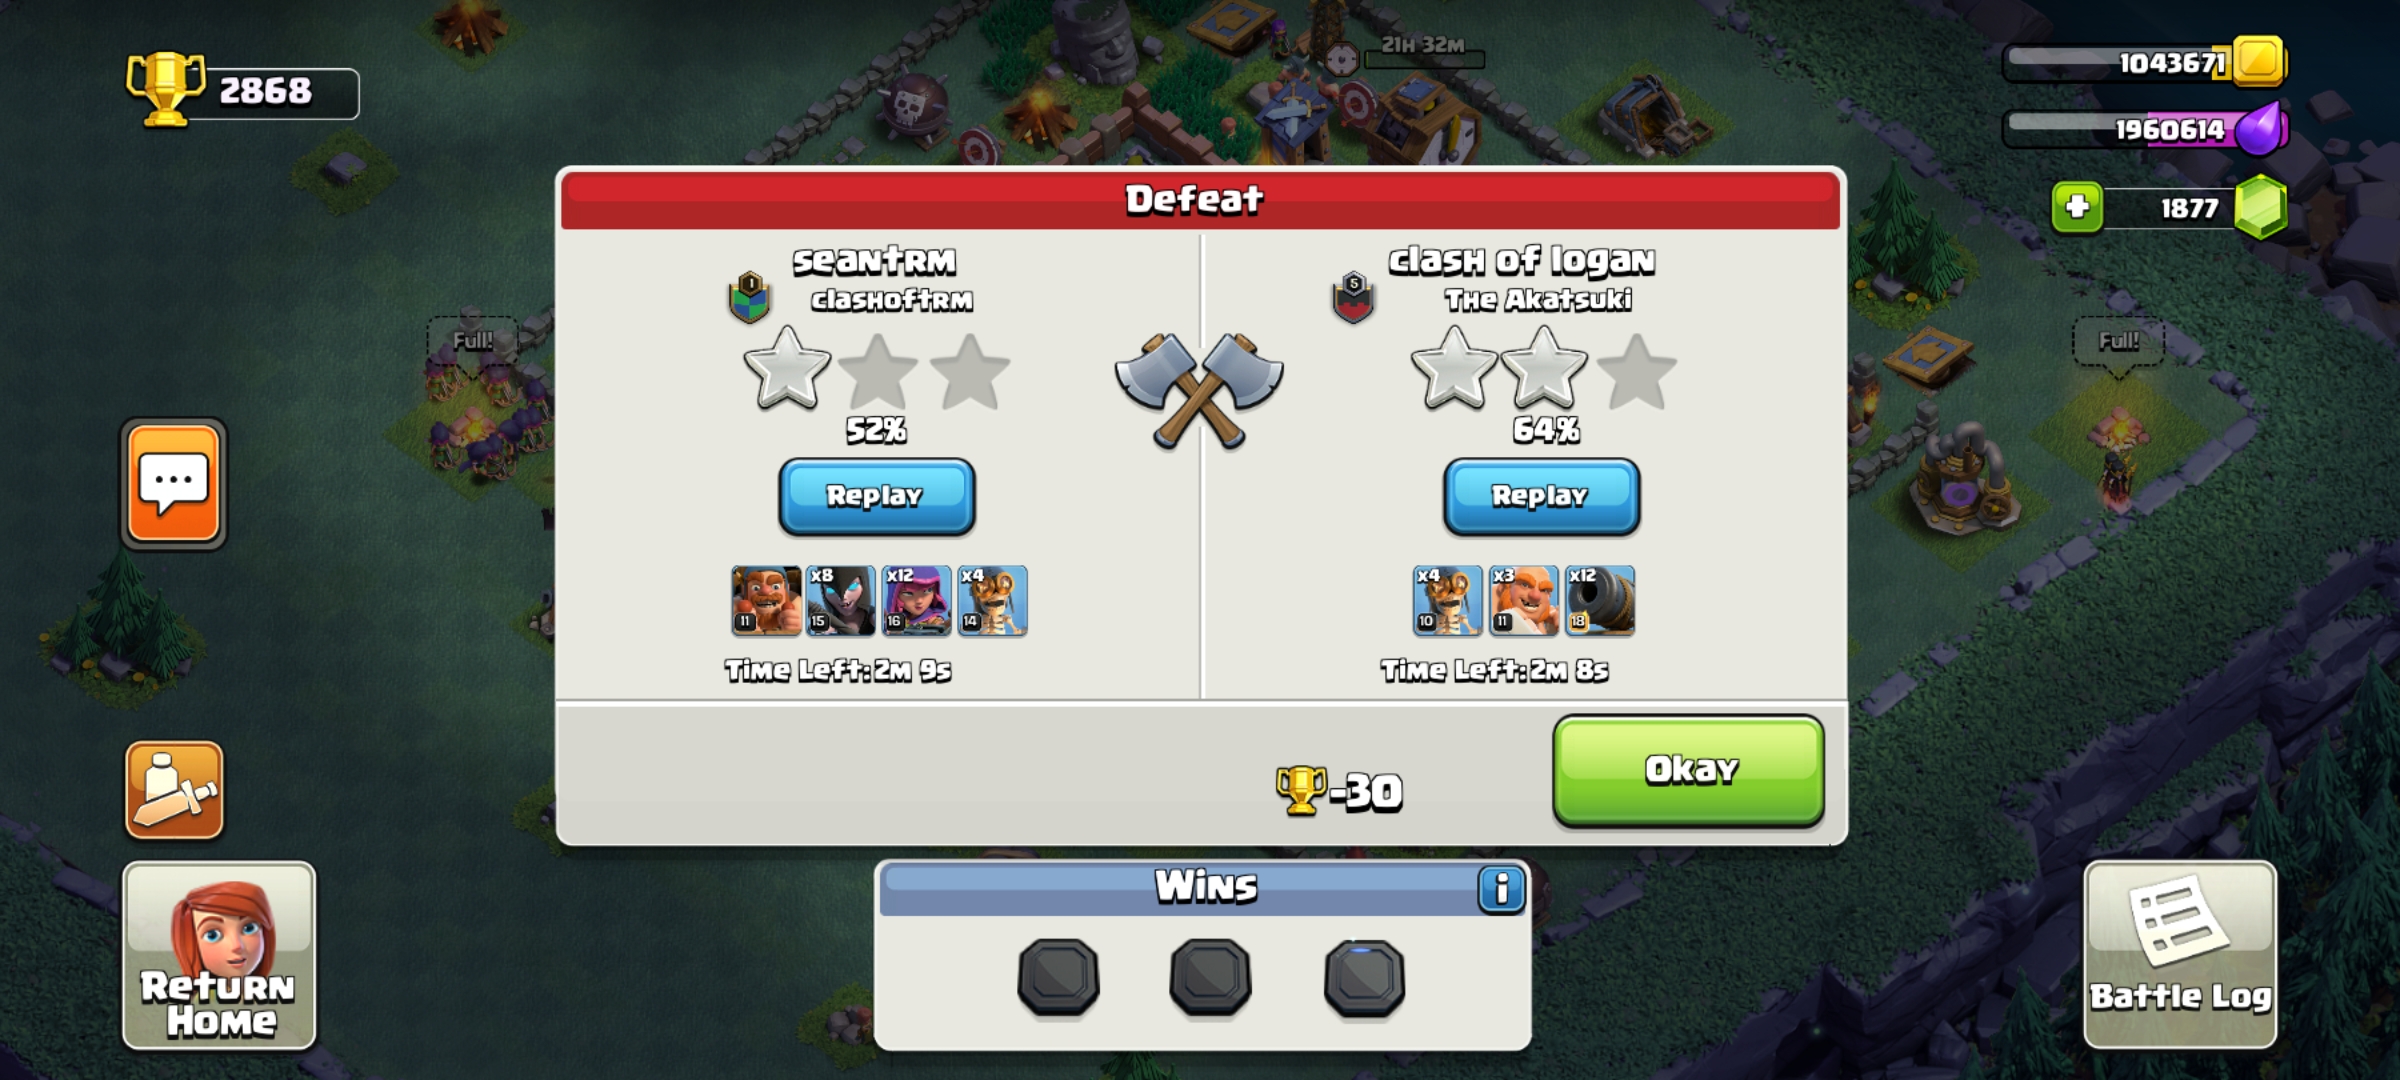 2868
21H 32M
1043671
1960614
1877
Defeat
seantRM
clashoftRM
1
clash of logan
The Akatsuki
5
Full!
Full!
52%
64%
Replay
Replay
11
x8
15
x12
16
x4
14
x4
10
x3
11
x12
18
Time Left:2M 9s
Time Left:2M 8s
-30
Okay
Wins
i
Return
Home
Battle Log